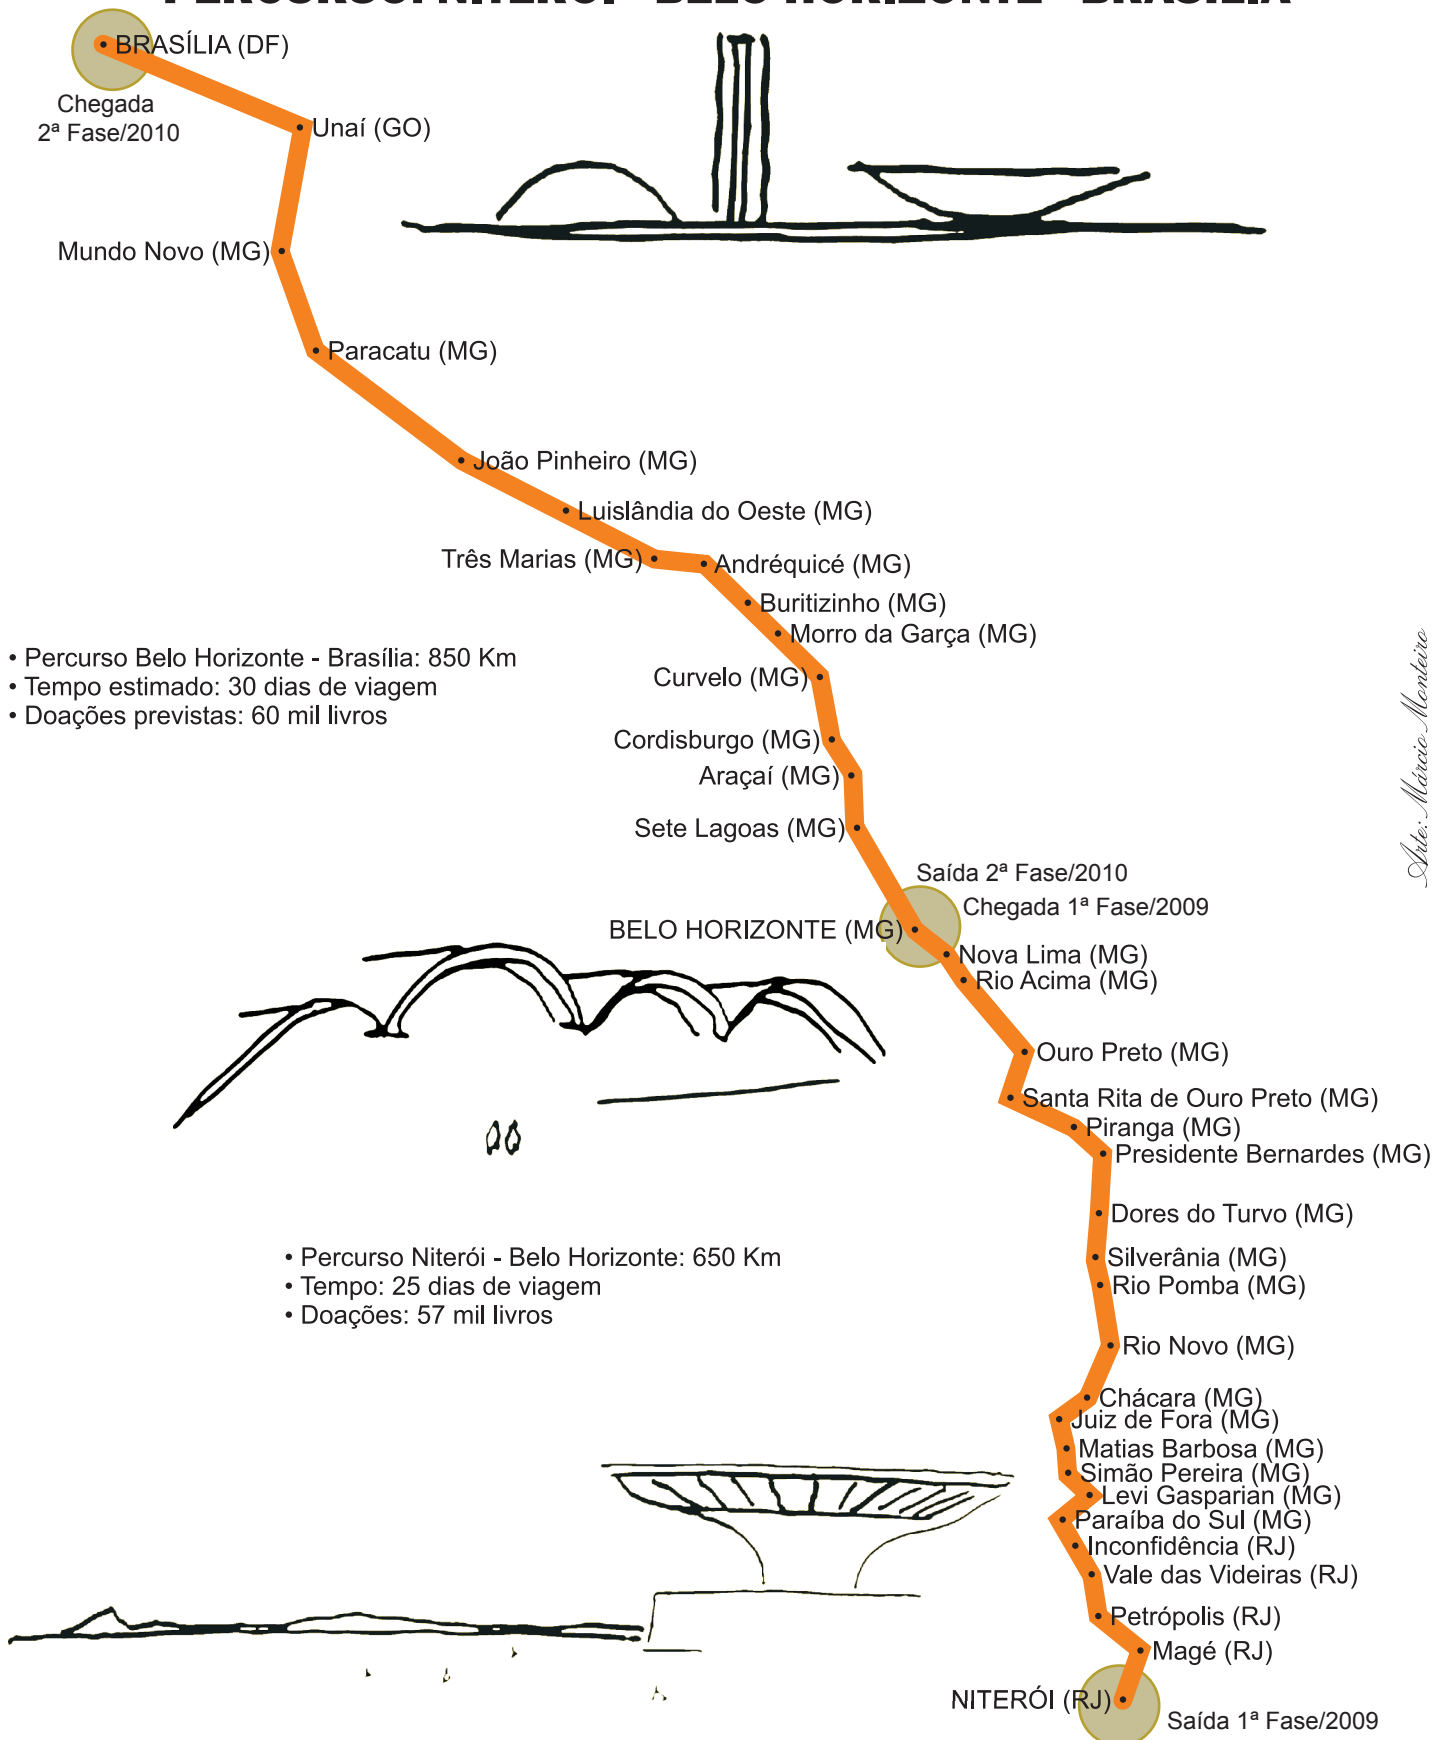 PERCURSO: NITERÓI - BELO HORIZONTE - BRASÍLIA
BRASÍLIA (DF)
Chegada
2ª Fase/2010
Unaí (GO)
Mundo Novo (MG)
Paracatu (MG)
João Pinheiro (MG)
Luislândia do Oeste (MG)
Três Marias (MG)
Andréquicé (MG)
Buritizinho (MG)
Morro da Garça (MG)
• Percurso Belo Horizonte - Brasília: 850 Km
• Tempo estimado: 30 dias de viagem
• Doações previstas: 60 mil livros
Curvelo (MG)
Cordisburgo (MG)
Araçaí (MG)
Sete Lagoas (MG)
Arte: Márcio Monteiro
Saída 2ª Fase/2010
Chegada 1ª Fase/2009
BELO HORIZONTE (MG)
Nova Lima (MG)
Rio Acima (MG)
Ouro Preto (MG)
Santa Rita de Ouro Preto (MG)
Piranga (MG)
Presidente Bernardes (MG)
Dores do Turvo (MG)
• Percurso Niterói - Belo Horizonte: 650 Km
• Tempo: 25 dias de viagem
• Doações: 57 mil livros
Silverânia (MG)
Rio Pomba (MG)
Rio Novo (MG)
Chácara (MG)
Juiz de Fora (MG)
Matias Barbosa (MG)
Simão Pereira (MG)
Levi Gasparian (MG)
Paraíba do Sul (MG)
Inconfidência (RJ)
Vale das Videiras (RJ)
Petrópolis (RJ)
Magé (RJ)
NITERÓI (RJ)
Saída 1ª Fase/2009